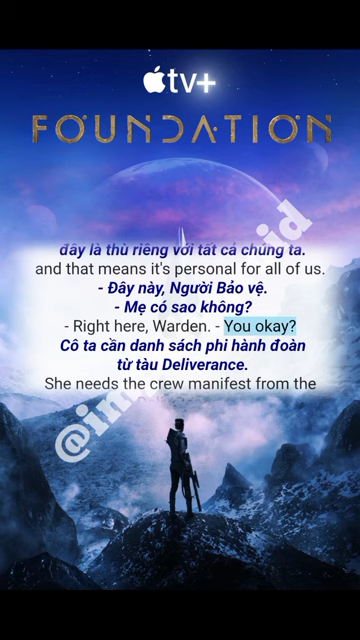 tv+
FOUNDATION
đây là thù riêng với tất cả chúng ta.
and that means it's personal for all of us.
- Đây này, Người Bảo vệ.
- Mẹ có sao không?
- Right here, Warden. - You okay?
Cô ta cần danh sách phi hành đoàn
từ tàu Deliverance.
She needs the crew manifest from the